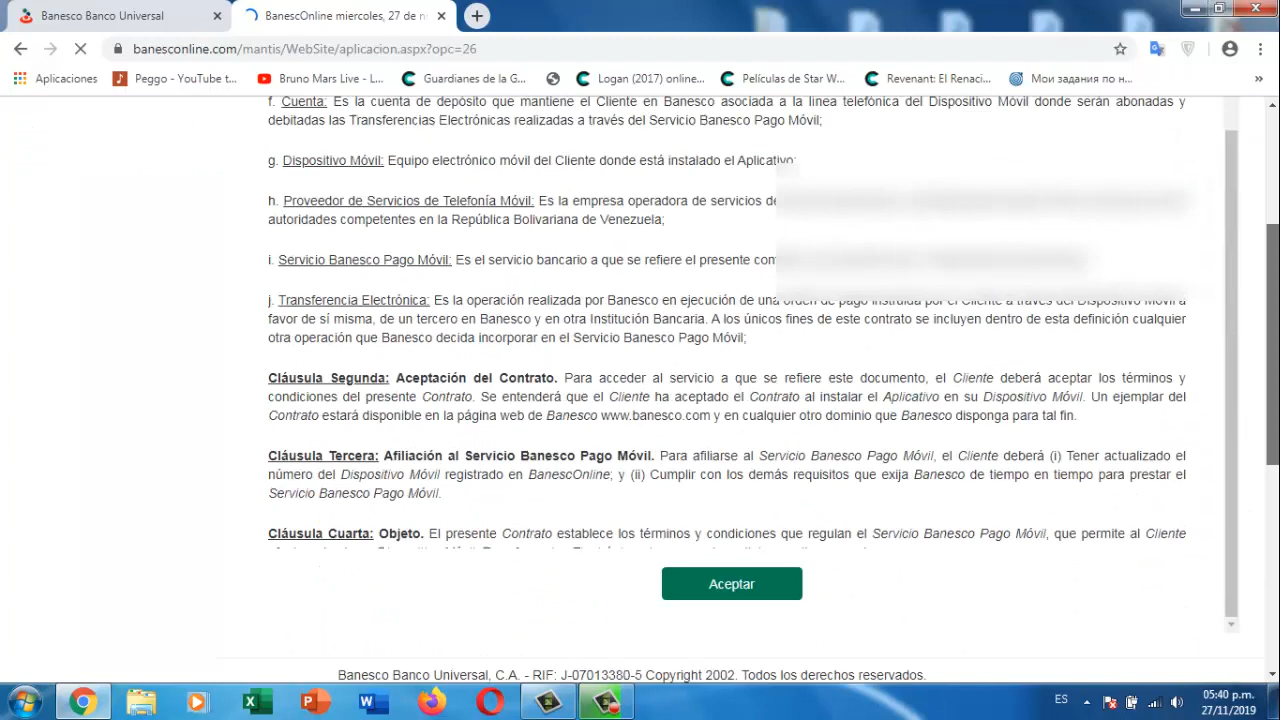 Banesco Banco Universal
BanescOnline miercoles, 27 de n
banesconline.com/mantis/WebSite/aplicacion.aspx?opc=26
Aplicaciones
Peggo - YouTube t...
Bruno Mars Live - L...
Guardianes de la G...
Logan (2017) online...
Películas de Star W...
Revenant: El Renaci...
Мои задания по н...
»
f. Cuenta: Es la cuenta de depósito que mantiene el Cliente en Banesco asociada a la línea telefónica del Dispositivo Móvil donde serán abonadas y
debitadas las Transferencias Electrónicas realizadas a través del Servicio Banesco Pago Móvil;
g. Dispositivo Móvil: Equipo electrónico móvil del Cliente donde está instalado el Aplicativo;
h. Proveedor de Servicios de Telefonía Móvil: Es la empresa operadora de servicios de
autoridades competentes en la República Bolivariana de Venezuela;
i. Servicio Banesco Pago Móvil: Es el servicio bancario a que se refiere el presente
j. Transferencia Electrónica: Es la operación realizada por Banesco en ejecución de una orden de pago instruida por el Cliente a través del Dispositivo Móvil a
favor de sí misma, de un tercero en Banesco y en otra Institución Bancaria. A los únicos fines de este contrato se incluyen dentro de esta definición cualquier
otra operación que Banesco decida incorporar en el Servicio Banesco Pago Móvil;
Cláusula Segunda: Aceptación del Contrato. Para acceder al servicio a que se refiere este documento, el Cliente deberá aceptar los términos y
condiciones del presente Contrato. Se entenderá que el Cliente ha aceptado el Contrato al instalar el Aplicativo en su Dispositivo Móvil. Un ejemplar del
Contrato estará disponible en la página web de Banesco www.banesco.com y en cualquier otro dominio que Banesco disponga para tal fin.
Cláusula Tercera: Afiliación al Servicio Banesco Pago Móvil. Para afiliarse al Servicio Banesco Pago Móvil, el Cliente deberá (i) Tener actualizado el
número del Dispositivo Móvil registrado en BanescOnline; y (ii) Cumplir con los demás requisitos que exija Banesco de tiempo en tiempo para prestar el
Servicio Banesco Pago Móvil.
Cláusula Cuarta: Objeto. El presente Contrato establece los términos y condiciones que regulan el Servicio Banesco Pago Móvil, que permite al Cliente
Aceptar
Banesco Banco Universal, C.A. - RIF: J-07013380-5 Copyright 2002. Todos los derechos reservados.
ES
05:40 p.m.
27/11/2019